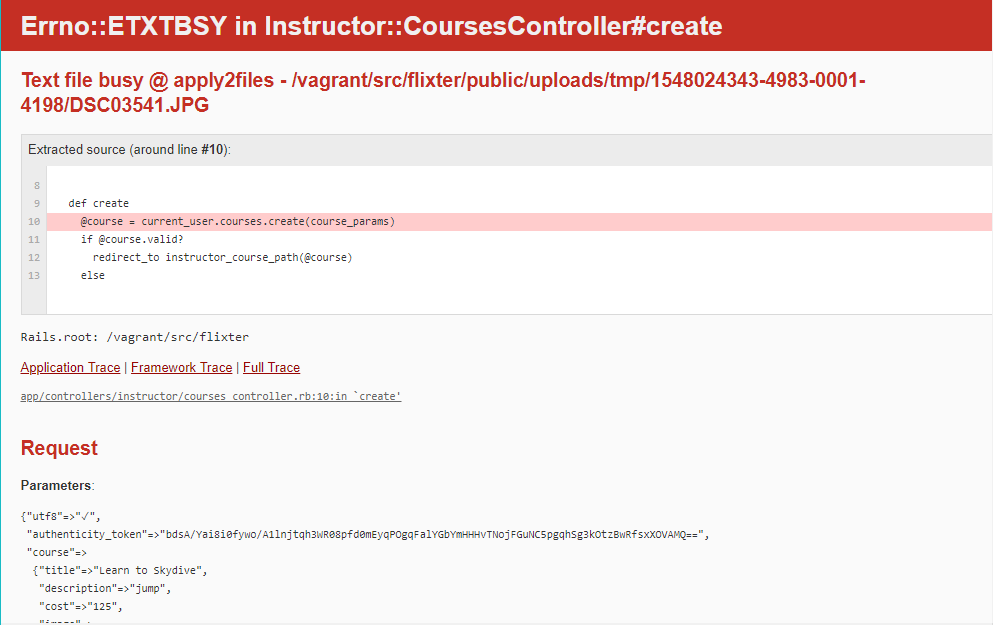 Errno::ETXTBSY in Instructor::CoursesController#create
Text file busy @ apply2files - /vagrant/src/flixter/public/uploads/tmp/1548024343-4983-0001-
4198/DSC03541.JPG
Extracted source (around line #10):
8
9 def create
10 @course = current_user.courses.create(course_params)
11 if @course.valid?
12 redirect_to instructor_course_path(@course)
13 else
Rails.root: /vagrant/src/flixter
Application Trace | Framework Trace | Full Trace
app/controllers/instructor/courses_controller.rb:10:in `create'
Request
Parameters:
{"utf8"=>"✓",
"authenticity_token"=>"bdsA/Yai8i0fywo/A1lnjtqh3WR08pfd0mEyqPOgqFalYGbYmHHHvTNojFGuNC5pgqhSg3kOtzBwRfsxXOVAMQ==",
"course"=>
{"title"=>"Learn to Skydive",
"description"=>"jump",
"cost"=>"125",